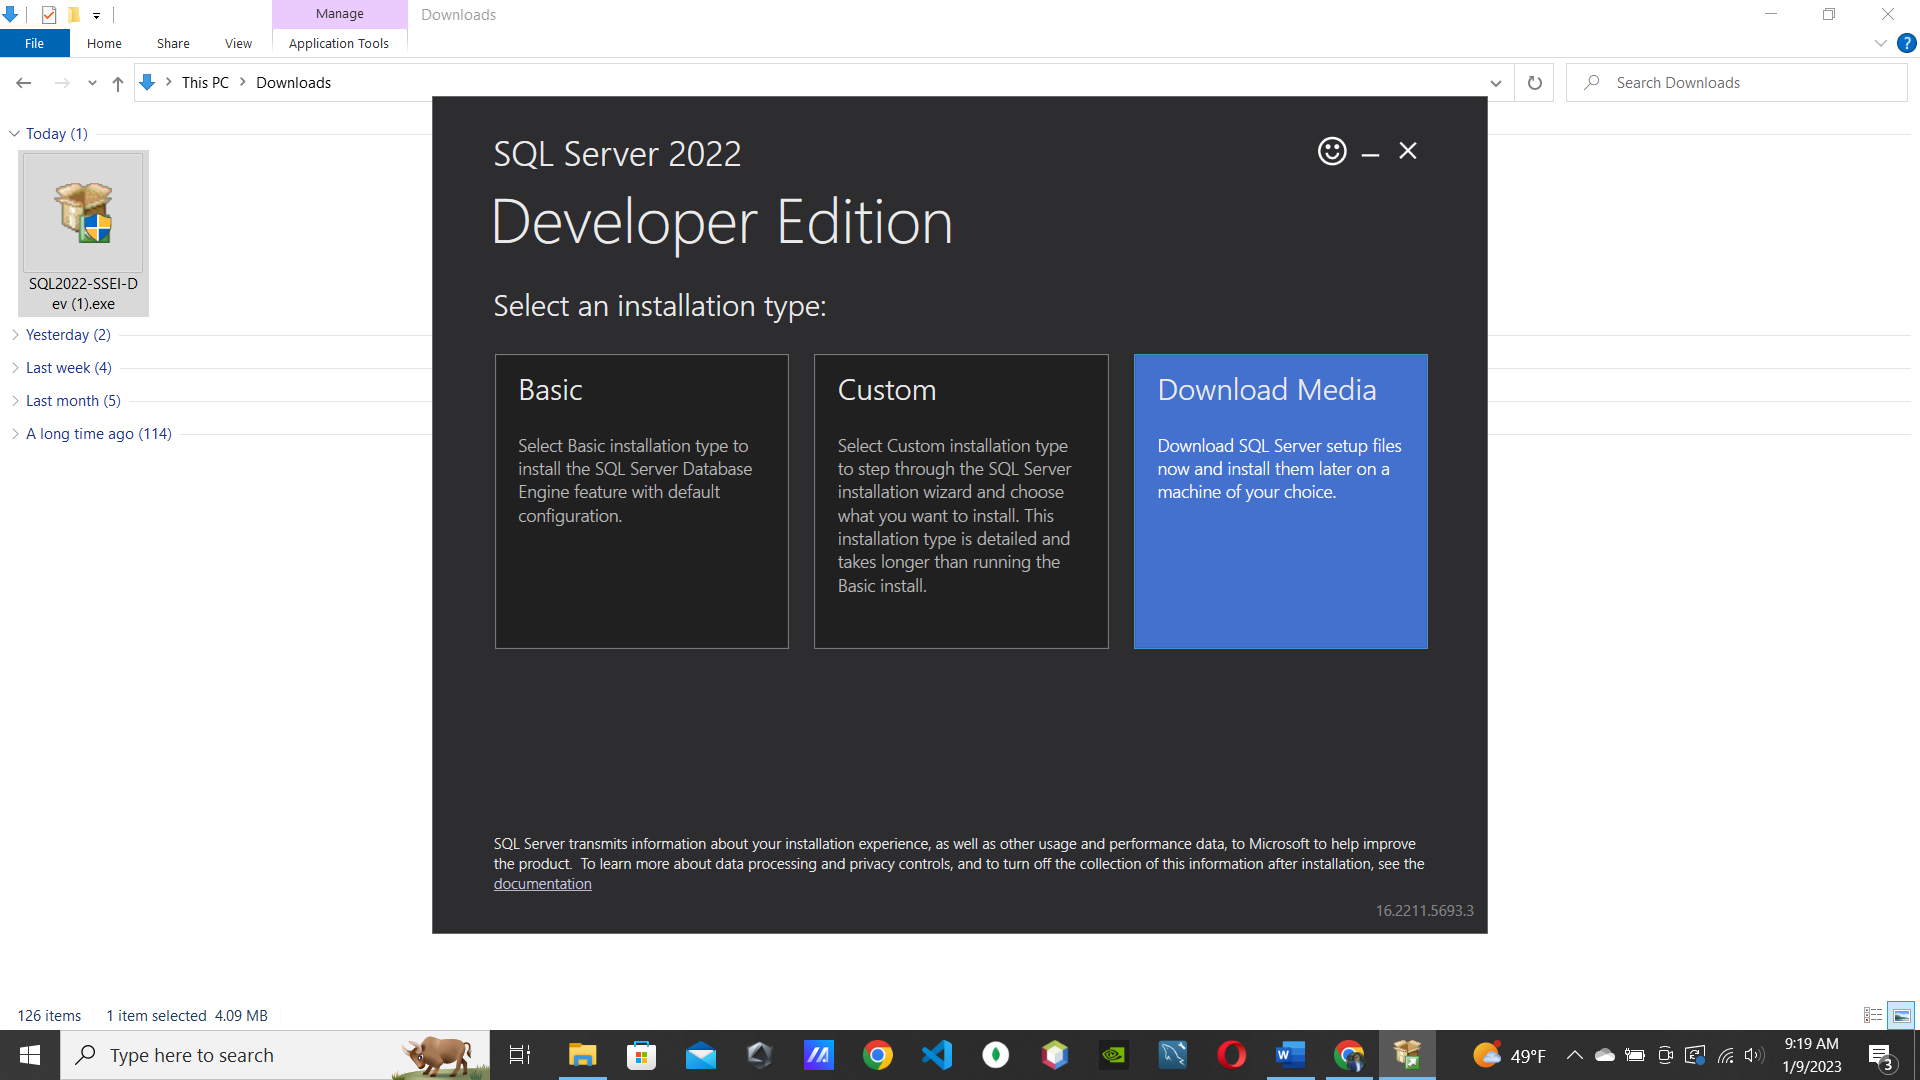 Manage
Downloads
File
Home
Share
View
Application Tools
This PC
Downloads
Search Downloads
Today (1)
SQL2022-SSEI-D
ev (1).exe
Yesterday (2)
Last week (4)
Last month (5)
A long time ago (114)
SQL Server 2022
Developer Edition
Select an installation type:
Basic
Select Basic installation type to
install the SQL Server Database
Engine feature with default
configuration.
Custom
Select Custom installation type
to step through the SQL Server
installation wizard and choose
what you want to install. This
installation type is detailed and
takes longer than running the
Basic install.
Download Media
Download SQL Server setup files
now and install them later on a
machine of your choice.
SQL Server transmits information about your installation experience, as well as other usage and performance data, to Microsoft to help improve
the product.  To learn more about data processing and privacy controls, and to turn off the collection of this information after installation, see the
documentation
16.2211.5693.3
126 items
1 item selected  4.09 MB
Type here to search
49°F
9:19 AM
1/9/2023
3